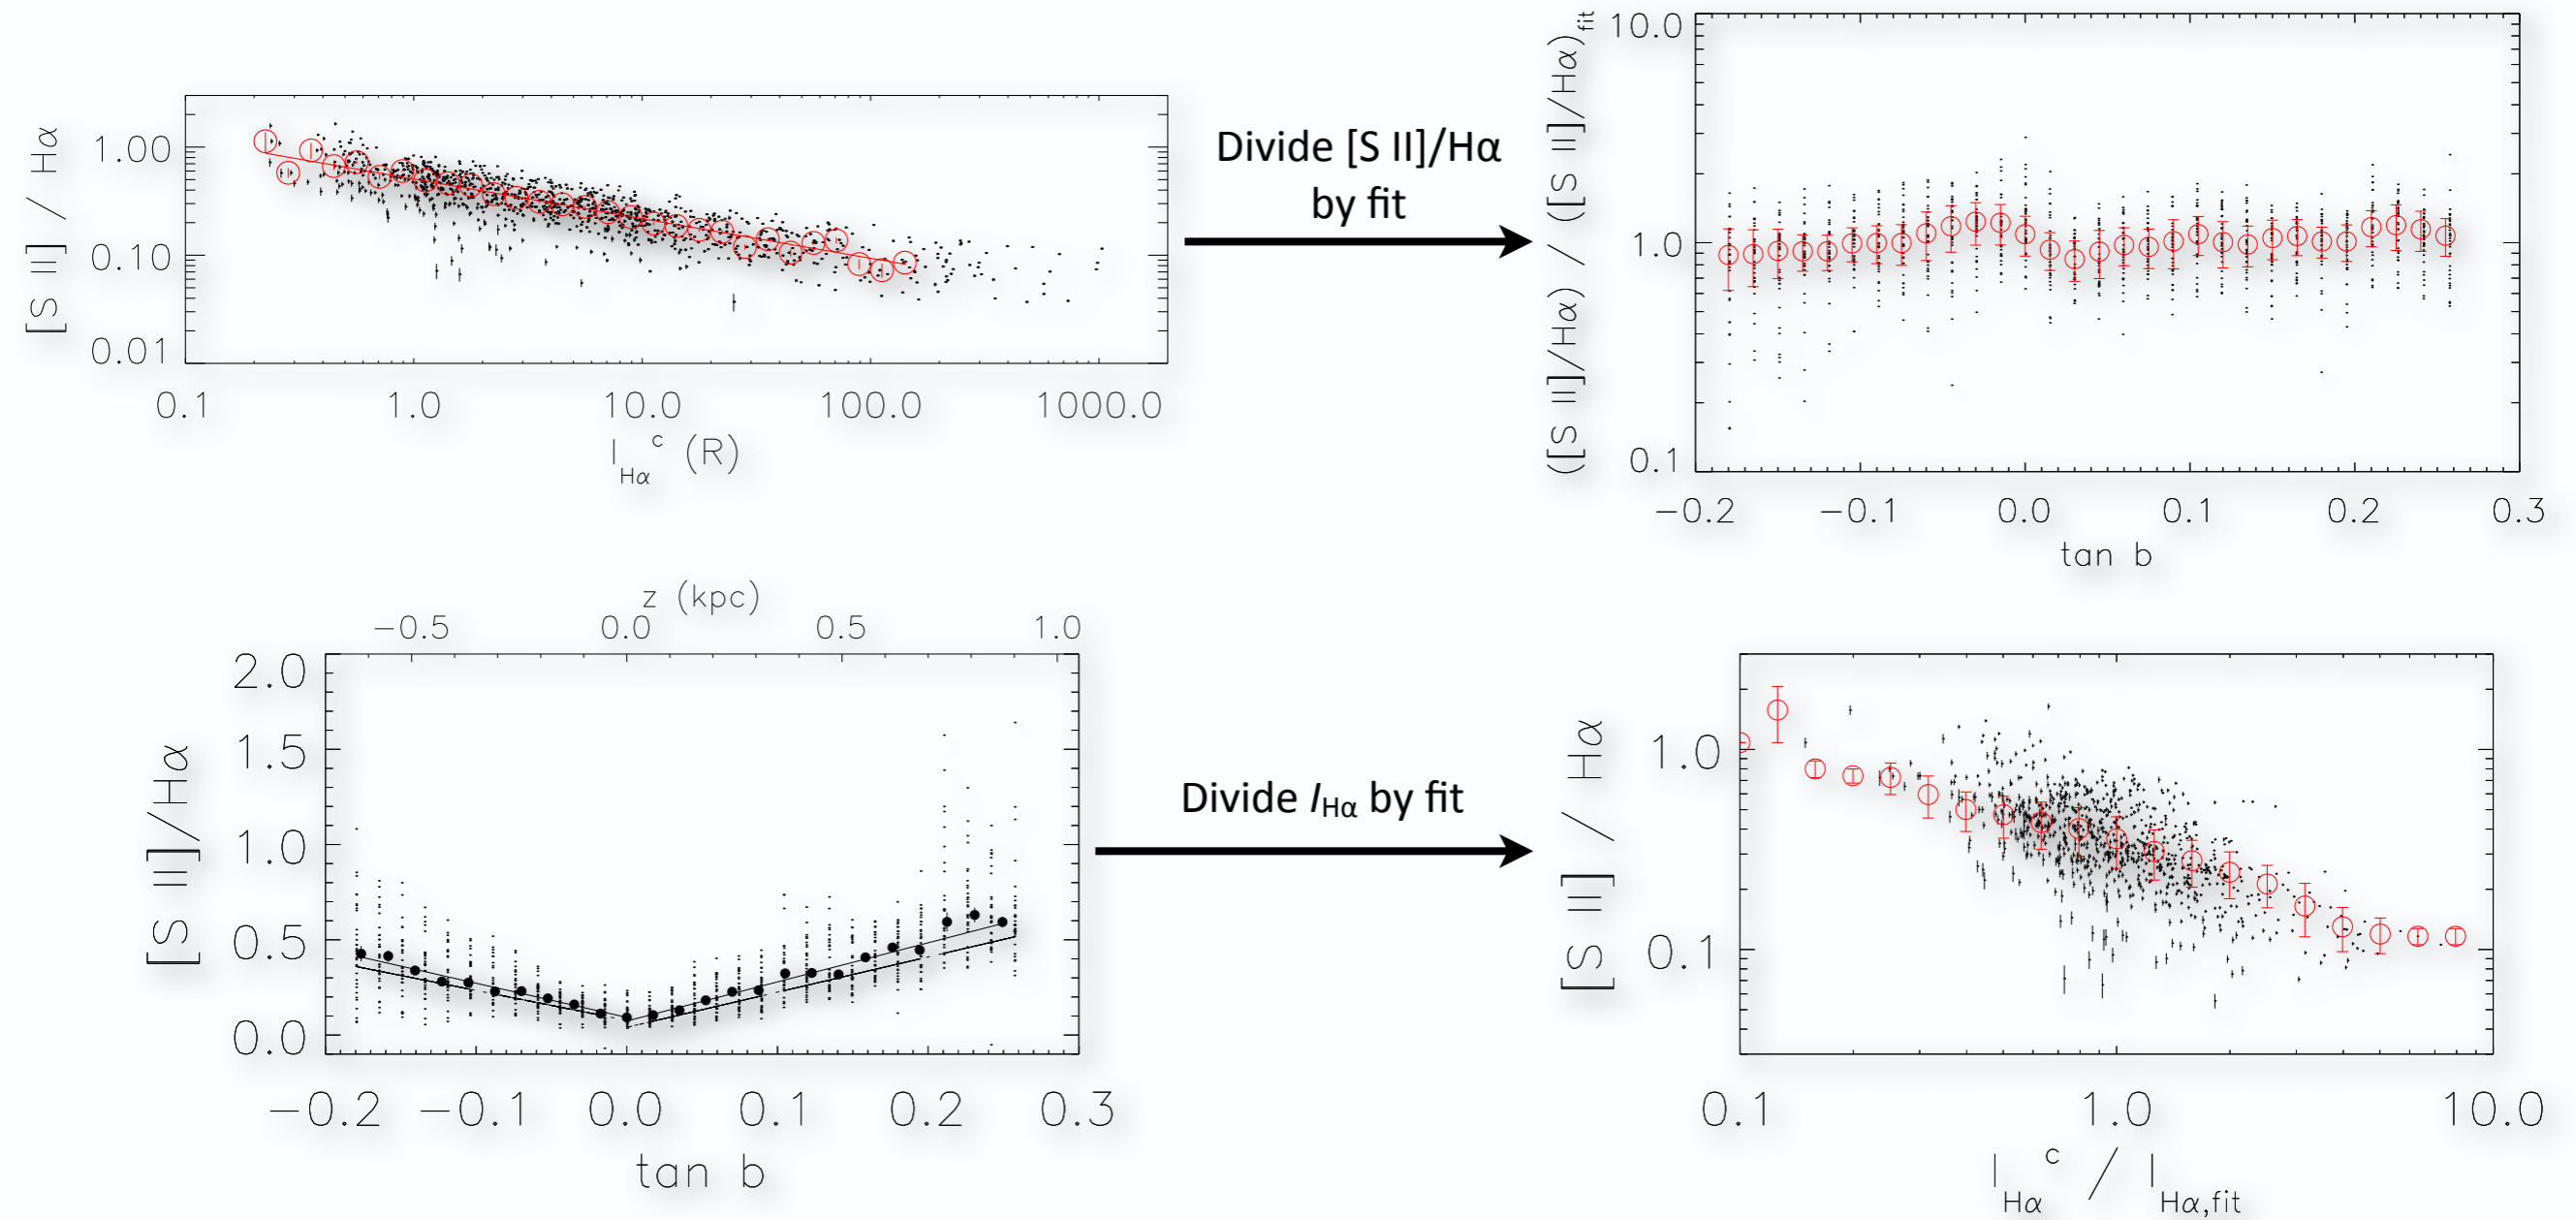 [S II] / Hα
1.00
0.10
0.01
0.1 1.0 10.0 100.0 1000.0
I_Hα^c (R)
Divide [S II]/Hα
by fit
([S II]/Hα) / ([S II]/Hα)_fit
10.0
1.0
0.1
−0.2 −0.1 0.0 0.1 0.2 0.3
tan b
z (kpc)
−0.5 0.0 0.5 1.0
[S II]/Hα
2.0
1.5
1.0
0.5
0.0
−0.2 −0.1 0.0 0.1 0.2 0.3
tan b
Divide I_Hα by fit
[S II] / Hα
1.0
0.1
0.1 1.0 10.0
I_Hα^c / I_Hα,fit